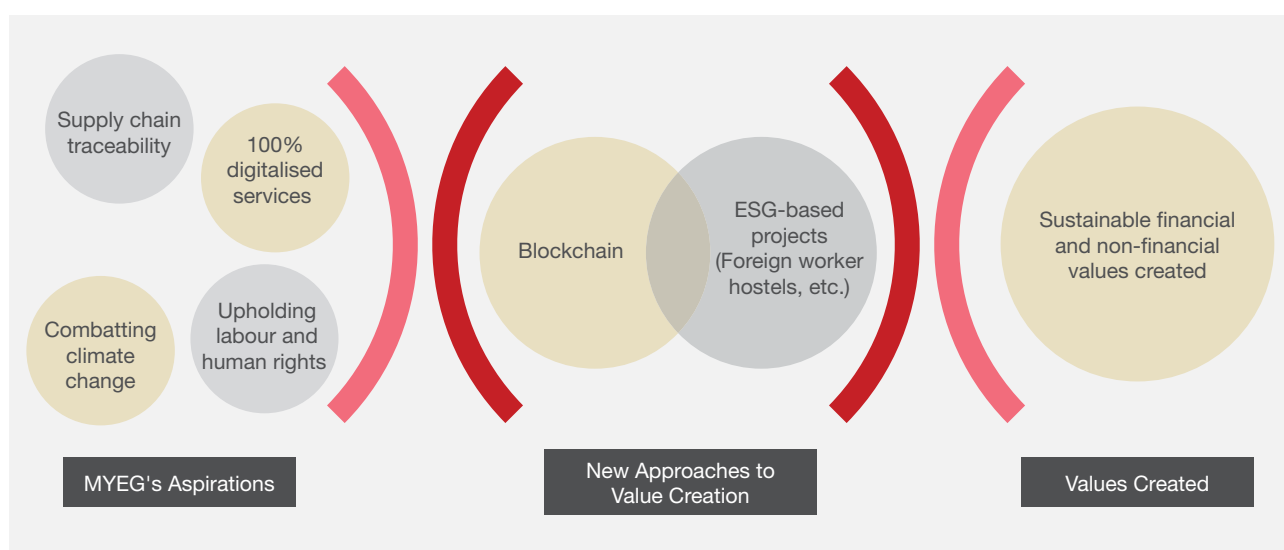 Supply chain
traceability
100%
digitalised
services
Combatting
climate
change
Upholding
labour and
human rights
MYEG's Aspirations
Blockchain
ESG-based
projects
(Foreign worker
hostels, etc.)
New Approaches to
Value Creation
Sustainable financial
and non-financial
values created
Values Created